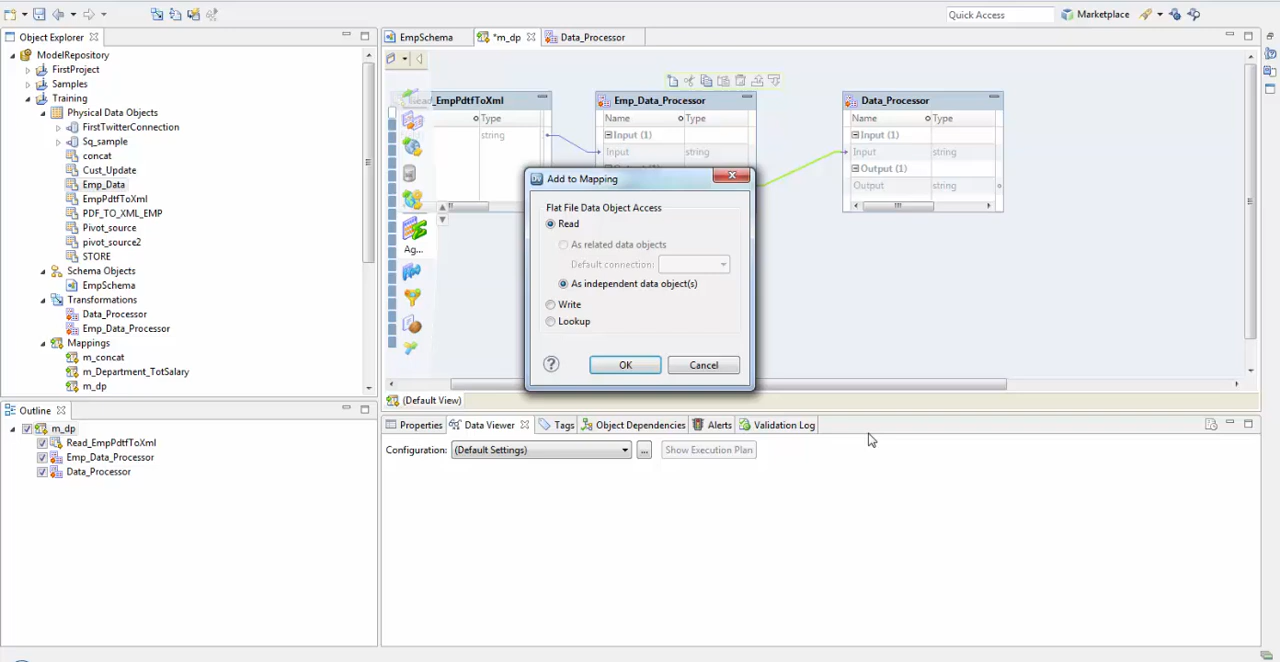 Quick Access
Marketplace
Object Explorer
ModelRepository
FirstProject
Samples
Training
Physical Data Objects
FirstTwitterConnection
Sq_sample
concat
Cust_Update
Emp_Data
EmpPdtfToXml
PDF_TO_XML_EMP
Pivot_source
pivot_source2
STORE
Schema Objects
EmpSchema
Transformations
Data_Processor
Emp_Data_Processor
Mappings
m_concat
m_Department_TotSalary
m_dp
Outline
m_dp
Read_EmpPdtfToXml
Emp_Data_Processor
Data_Processor
EmpSchema
*m_dp
Data_Processor
Ag...
ead_EmpPdtfToXml
Type
string
Emp_Data_Processor
Name Type
Input (1)
Input string
Data_Processor
Name Type
Input (1)
Input string
Output (1)
Output string
Add to Mapping
Flat File Data Object Access
Read
As related data objects
Default connection:
As independent data object(s)
Write
Lookup
OK
Cancel
(Default View)
Properties
Data Viewer
Tags
Object Dependencies
Alerts
Validation Log
Configuration: (Default Settings) ... Show Execution Plan